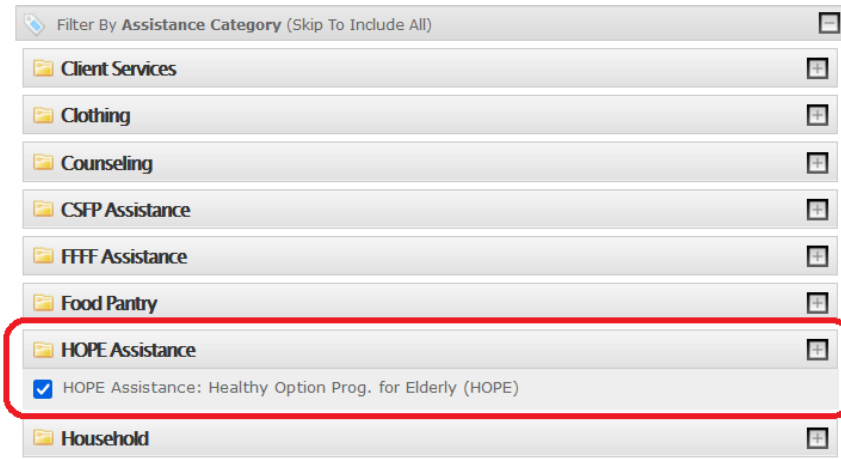 Filter By Assistance Category (Skip To Include All)
Client Services
Clothing
Counseling
CSFP Assistance
FFFF Assistance
Food Pantry
HOPE Assistance
HOPE Assistance: Healthy Option Prog. for Elderly (HOPE)
Household